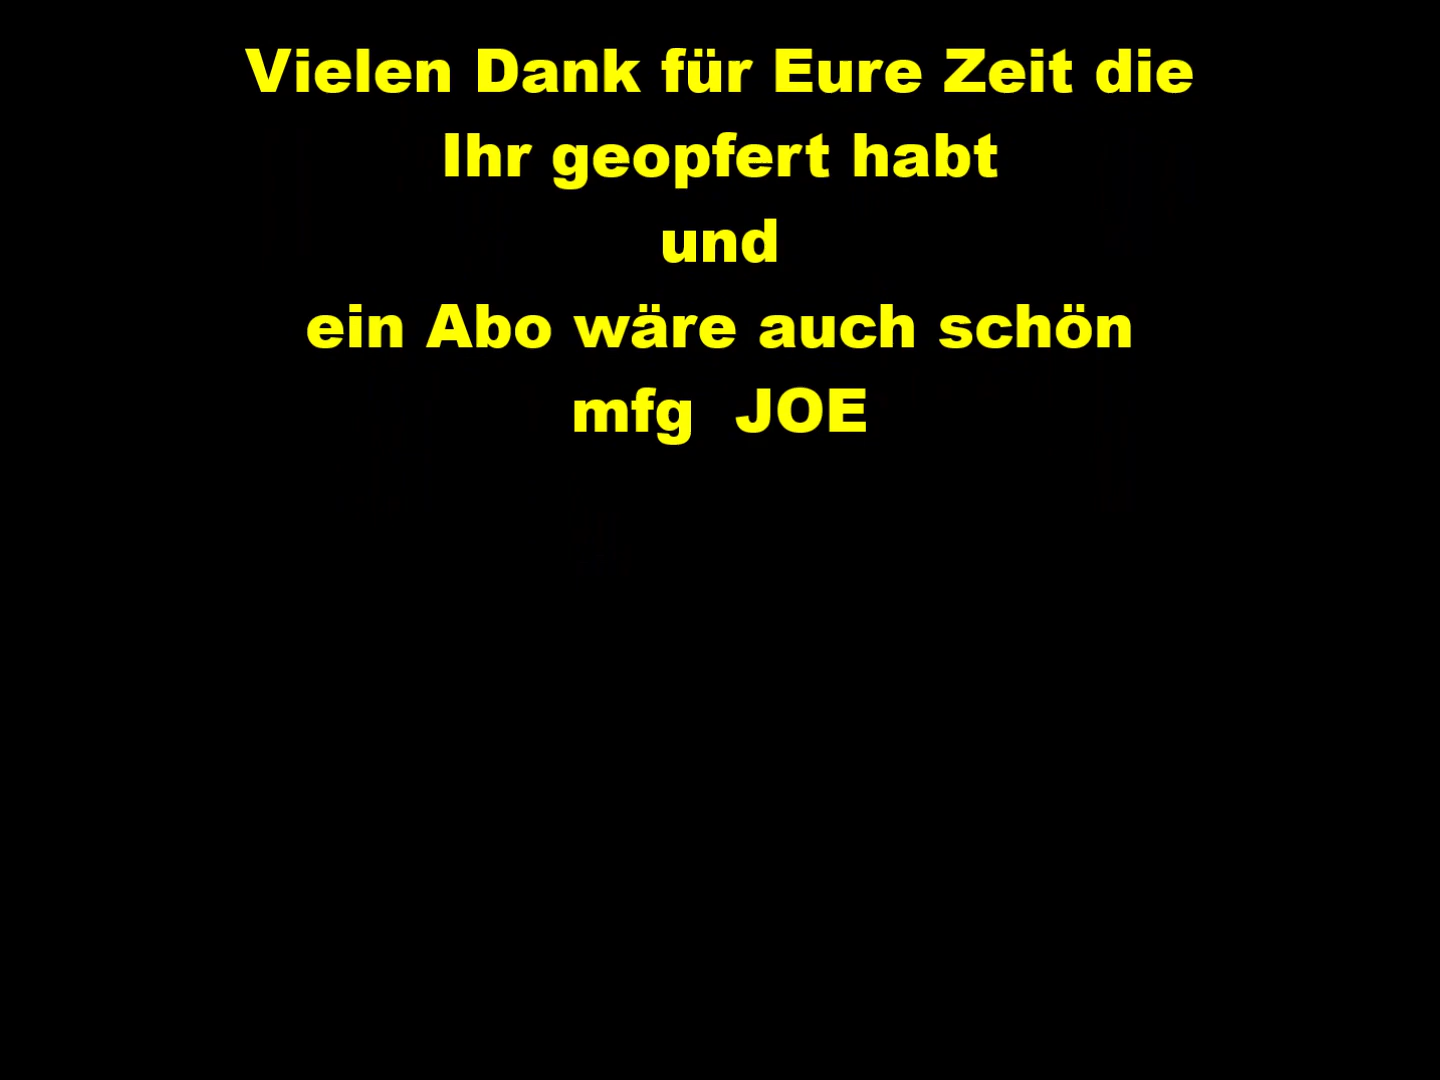 Vielen Dank für Eure Zeit die
Ihr geopfert habt
und
ein Abo wäre auch schön
mfg  JOE